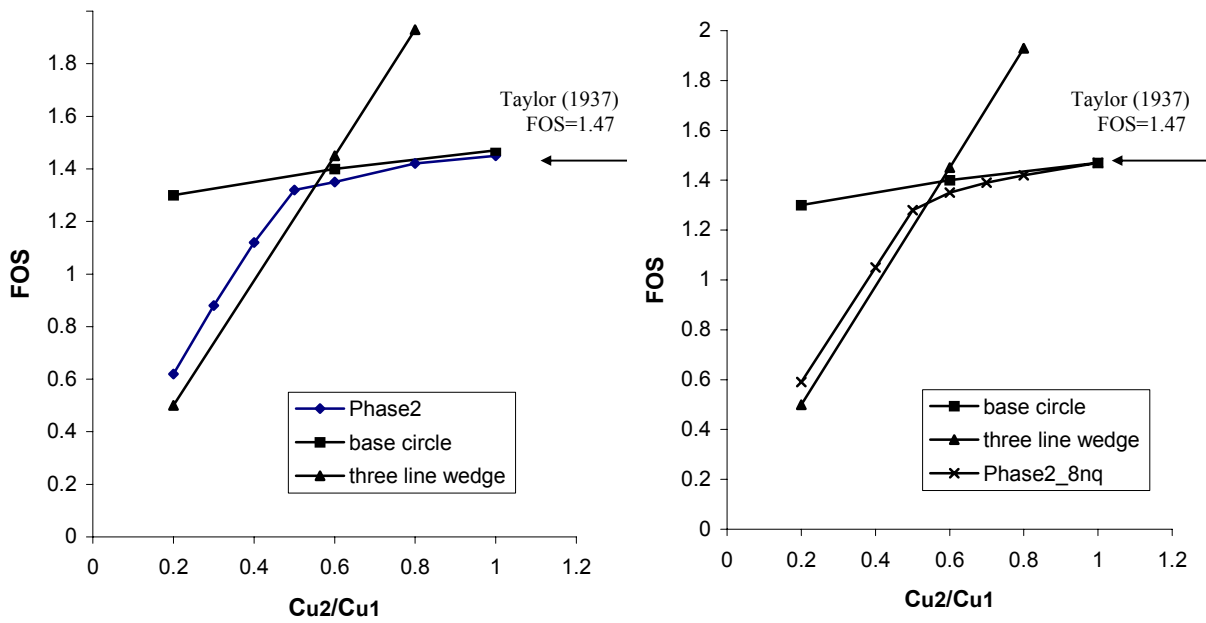 1.8
1.6
1.4
1.2
1
0.8
0.6
0.4
0.2
0
FOS
0 0.2 0.4 0.6 0.8 1 1.2
Cu2/Cu1
Taylor (1937)
FOS=1.47
Phase2
base circle
three line wedge
2
1.8
1.6
1.4
1.2
1
0.8
0.6
0.4
0.2
0
FOS
0 0.2 0.4 0.6 0.8 1 1.2
Cu2/Cu1
Taylor (1937)
FOS=1.47
base circle
three line wedge
Phase2_8nq